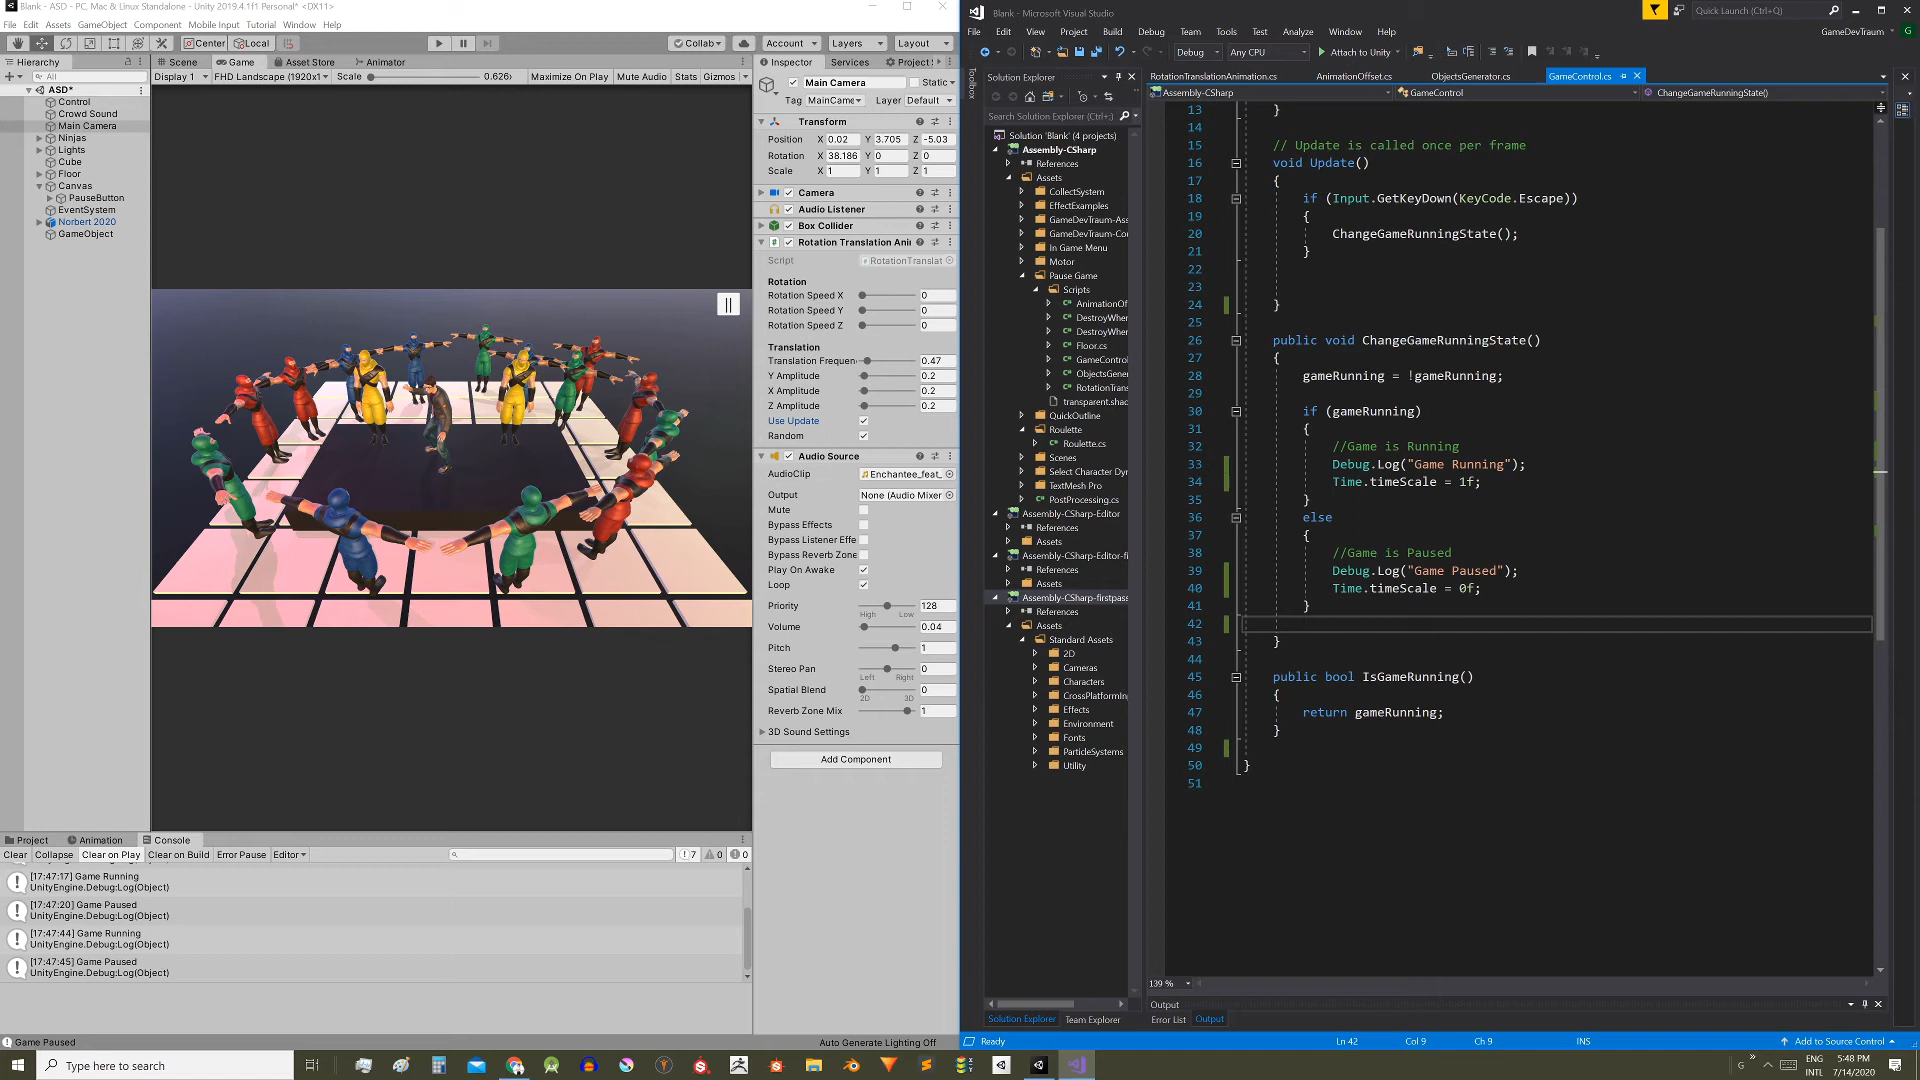 Blank - ASD - PC, Mac & Linux Standalone - Unity 2019.4.1f1 Personal* <DX11>
File Edit Assets GameObject Component Mobile Input Tutorial Window Help
Center Local Collab Account Layers Layout
Hierarchy
All
ASD*
Control
Crowd Sound
Main Camera
Ninjas
Lights
Cube
Floor
Canvas
PauseButton
EventSystem
Norbert 2020
GameObject
Scene Game Asset Store Animator
Display 1 FHD Landscape (1920x1 Scale 0.626x Maximize On Play Mute Audio Stats Gizmos
Inspector Services Project
Main Camera Static
Tag MainCame Layer Default
Transform
Position X 0.02 Y 3.705 Z -5.03
Rotation X 38.186 Y 0 Z 0
Scale X 1 Y 1 Z 1
Camera
Audio Listener
Box Collider
Rotation Translation Ani
Script RotationTranslat
Rotation
Rotation Speed X 0
Rotation Speed Y 0
Rotation Speed Z 0
Translation
Translation Frequen 0.47
Y Amplitude 0.2
X Amplitude 0.2
Z Amplitude 0.2
Use Update
Random
Audio Source
AudioClip Enchantee_feat_
Output None (Audio Mixer
Mute
Bypass Effects
Bypass Listener Effe
Bypass Reverb Zone
Play On Awake
Loop
Priority 128
High Low
Volume 0.04
Pitch 1
Stereo Pan 0
Left Right
Spatial Blend 0
2D 3D
Reverb Zone Mix 1
3D Sound Settings
Add Component
Project Animation Console
Clear Collapse Clear on Play Clear on Build Error Pause Editor 7 0 0
[17:47:17] Game Running
UnityEngine.Debug:Log(Object)
[17:47:20] Game Paused
UnityEngine.Debug:Log(Object)
[17:47:44] Game Running
UnityEngine.Debug:Log(Object)
[17:47:45] Game Paused
UnityEngine.Debug:Log(Object)
Game Paused
Auto Generate Lighting Off
Blank - Microsoft Visual Studio
Quick Launch (Ctrl+Q)
File Edit View Project Build Debug Team Tools Test Analyze Window Help
GameDevTraum G
Debug Any CPU Attach to Unity
Toolbox
Solution Explorer
Search Solution Explorer (Ctrl+;)
Solution 'Blank' (4 projects)
Assembly-CSharp
References
Assets
CollectSystem
EffectExamples
GameDevTraum-Ass
GameDevTraum-Co
In Game Menu
Motor
Pause Game
Scripts
AnimationOf
DestroyWhe
DestroyWhe
Floor.cs
GameControl
ObjectsGener
RotationTrans
transparent.shad
QuickOutline
Roulette
Roulette.cs
Scenes
Select Character Dy
TextMesh Pro
PostProcessing.cs
Assembly-CSharp-Editor
References
Assets
Assembly-CSharp-Editor-fi
References
Assets
Assembly-CSharp-firstpass
References
Assets
Standard Assets
2D
Cameras
Characters
CrossPlatformIn
Effects
Environment
Fonts
ParticleSystems
Utility
Solution Explorer Team Explorer
RotationTranslationAnimation.cs AnimationOffset.cs ObjectsGenerator.cs GameControl.cs
Assembly-CSharp GameControl ChangeGameRunningState()
13 }
14
15 // Update is called once per frame
16 void Update()
17 {
18 if (Input.GetKeyDown(KeyCode.Escape))
19 {
20 ChangeGameRunningState();
21 }
22
23
24 }
25
26 public void ChangeGameRunningState()
27 {
28 gameRunning = !gameRunning;
29
30 if (gameRunning)
31 {
32 //Game is Running
33 Debug.Log("Game Running");
34 Time.timeScale = 1f;
35 }
36 else
37 {
38 //Game is Paused
39 Debug.Log("Game Paused");
40 Time.timeScale = 0f;
41 }
42
43 }
44
45 public bool IsGameRunning()
46 {
47 return gameRunning;
48 }
49
50 }
51
139 %
Output
Error List Output
Ready Ln 42 Col 9 Ch 9 INS Add to Source Control
Type here to search
G ENG 5:48 PM
INTL 7/14/2020